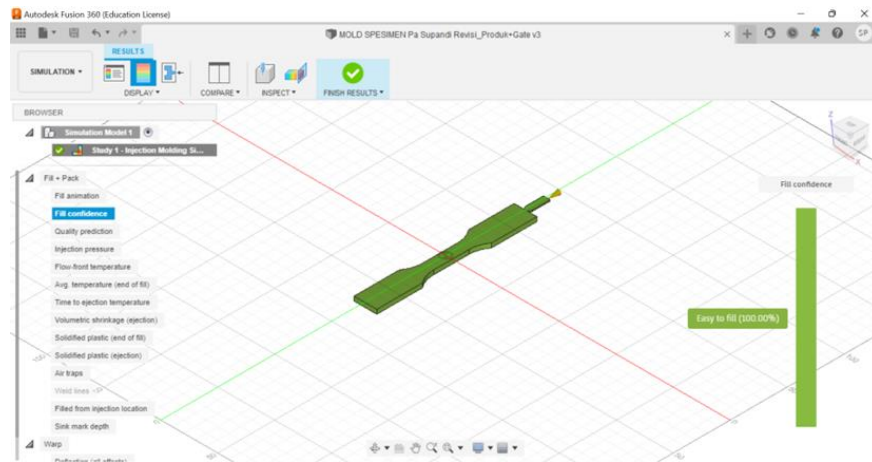 Autodesk Fusion 360 (Education License)
MOLD SPESIMEN Pa Supandi Revisi_Produk+Gate v3
SP
RESULTS
SIMULATION
DISPLAY
COMPARE
INSPECT
FINISH RESULTS
BROWSER
Simulation Model 1
Study 1 - Injection Molding Si...
Fill + Pack
Fill animation
Fill confidence
Quality prediction
Injection pressure
Flow-front temperature
Avg. temperature (end of fill)
Time to ejection temperature
Volumetric shrinkage (ejection)
Solidified plastic (end of fill)
Solidified plastic (ejection)
Air traps
Weld lines
Filled from injection location
Sink mark depth
Warp
Deflection (all effects)
Z
X
Fill confidence
Easy to fill (100.00%)